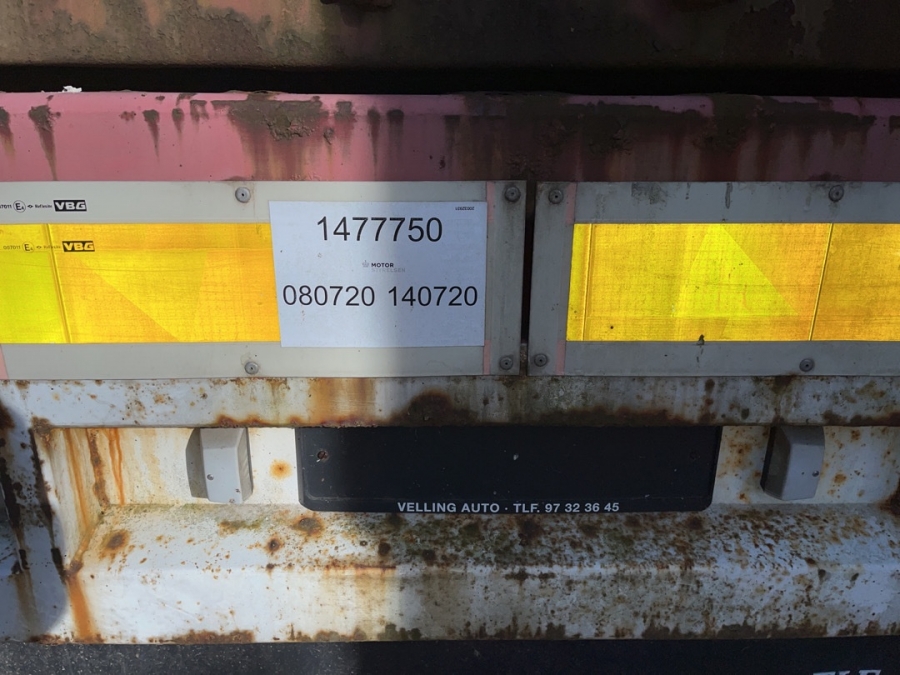 VBG
VBG
1477750
MOTOR
080720 140720
VELLING AUTO · TLF. 97 32 36 45